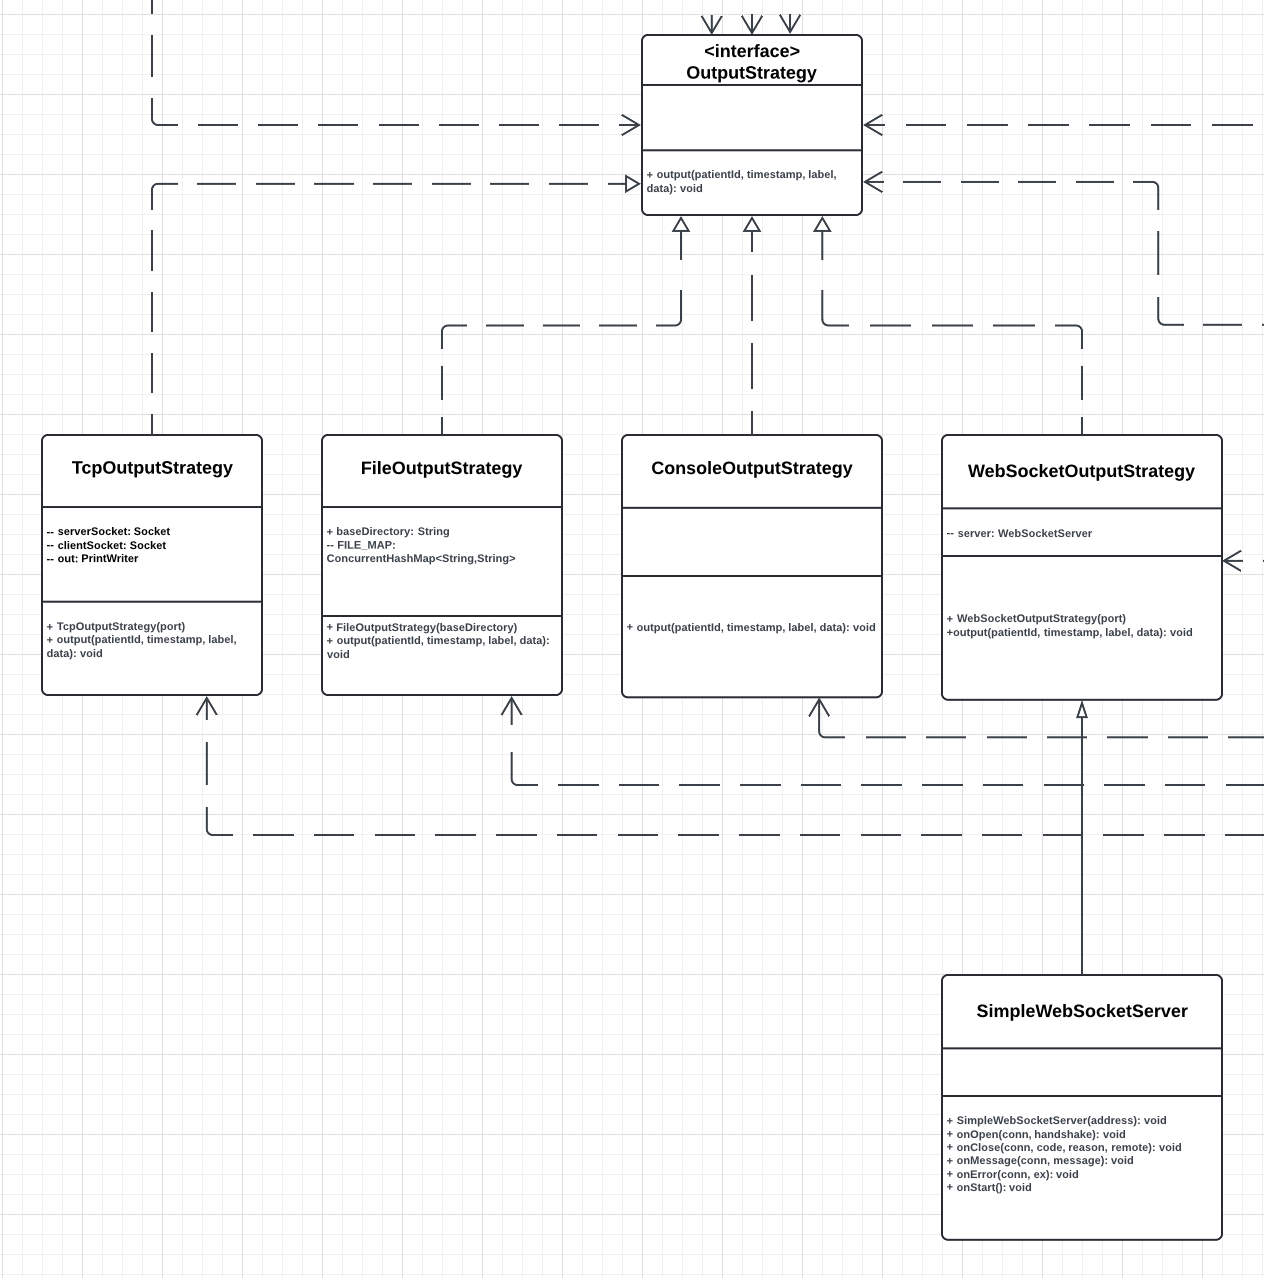 <interface>
OutputStrategy
+ output(patientId, timestamp, label,
data): void
TcpOutputStrategy
-- serverSocket: Socket
-- clientSocket: Socket
-- out: PrintWriter
+ TcpOutputStrategy(port)
+ output(patientId, timestamp, label,
data): void
FileOutputStrategy
+ baseDirectory: String
-- FILE_MAP:
ConcurrentHashMap<String,String>
+ FileOutputStrategy(baseDirectory)
+ output(patientId, timestamp, label, data):
void
ConsoleOutputStrategy
+ output(patientId, timestamp, label, data): void
WebSocketOutputStrategy
-- server: WebSocketServer
+ WebSocketOutputStrategy(port)
+output(patientId, timestamp, label, data): void
SimpleWebSocketServer
+ SimpleWebSocketServer(address): void
+ onOpen(conn, handshake): void
+ onClose(conn, code, reason, remote): void
+ onMessage(conn, message): void
+ onError(conn, ex): void
+ onStart(): void